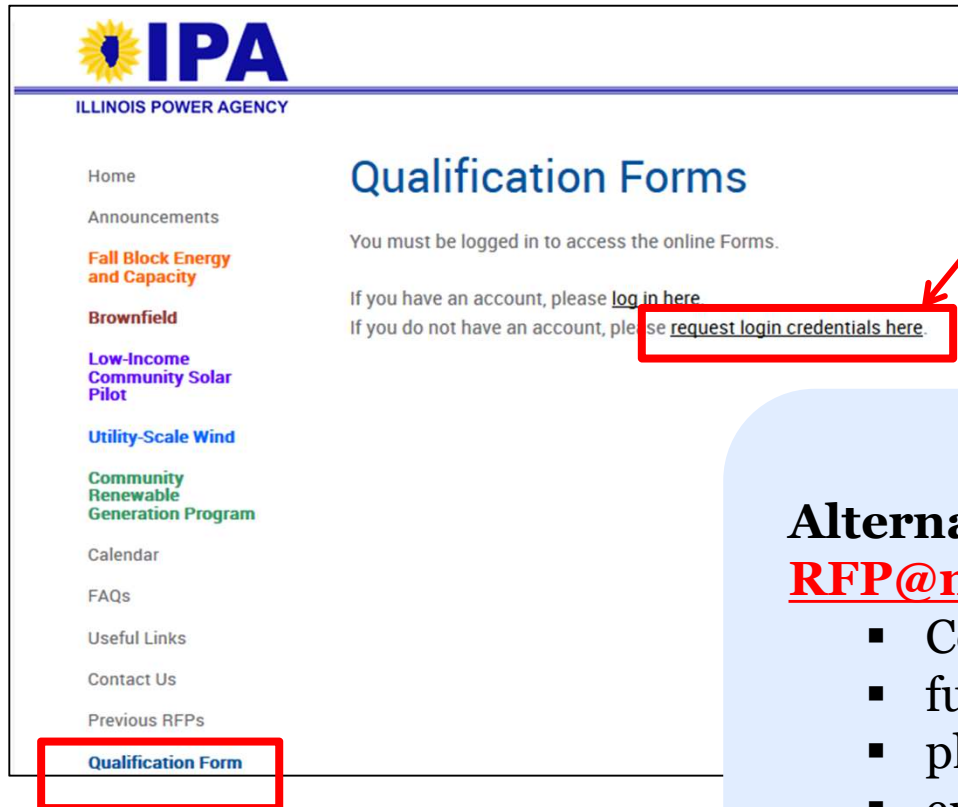 IPA
ILLINOIS POWER AGENCY
Home
Announcements
Fall Block Energy
and Capacity
Brownfield
Low-Income
Community Solar
Pilot
Utility-Scale Wind
Community
Renewable
Generation Program
Calendar
FAQs
Useful Links
Contact Us
Previous RFPs
Qualification Form
Qualification Forms
You must be logged in to access the online Forms.
If you have an account, please log in here.
If you do not have an account, please request login credentials here.